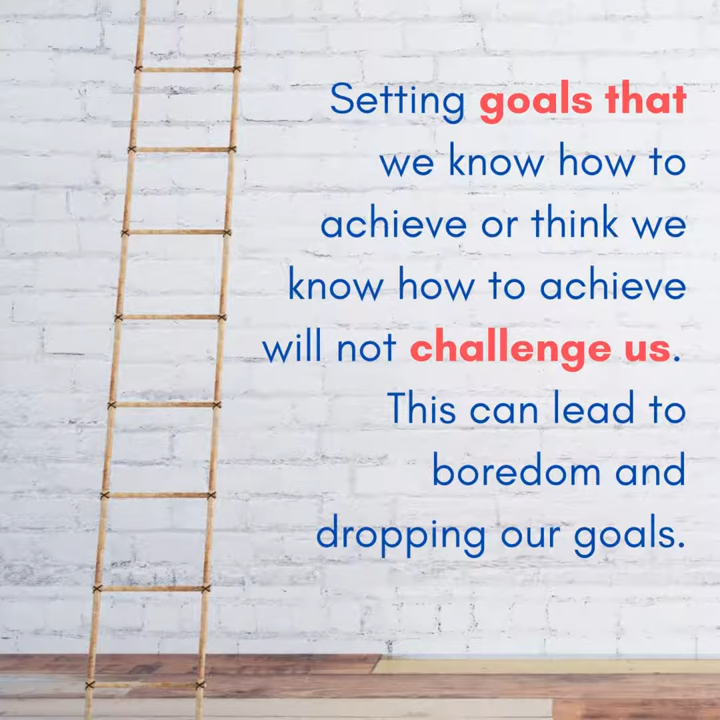 Setting goals that
we know how to
achieve or think we
know how to achieve
will not challenge us.
This can lead to
boredom and
dropping our goals.